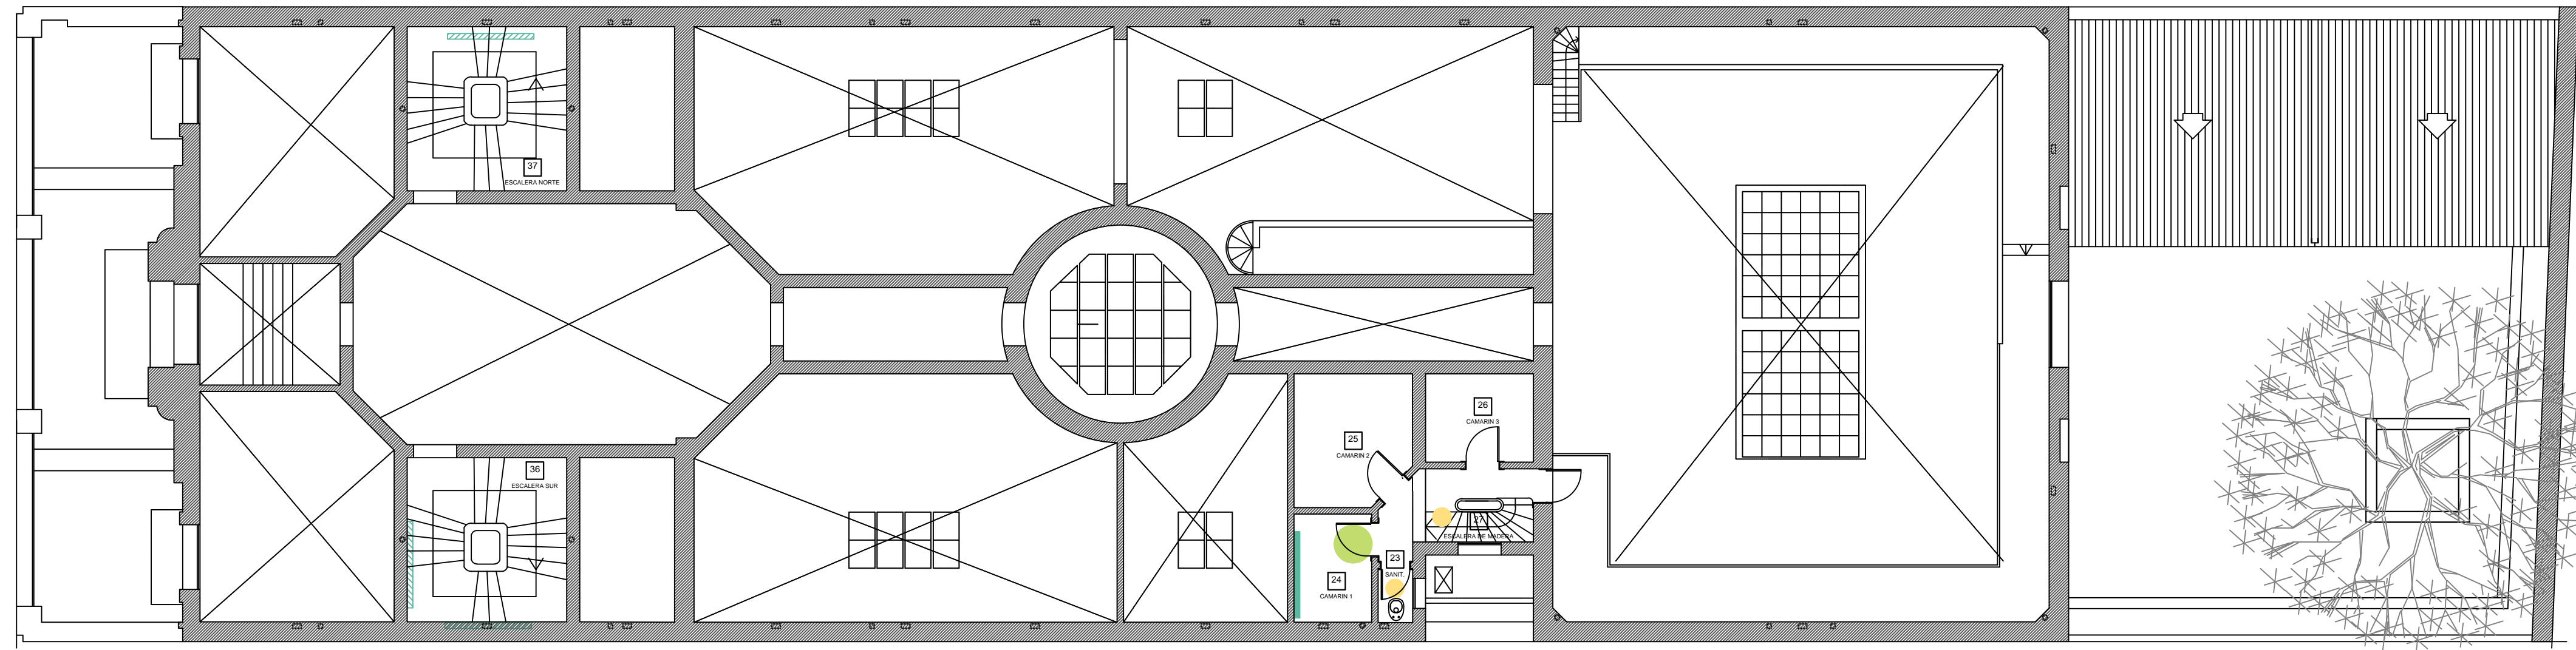 37
ESCALERA NORTE
26
CAMARIN 3
25
CAMARIN 2
36
ESCALERA SUR
27
ESCALERA DE MADERA
23
SANIT.
24
CAMARIN 1